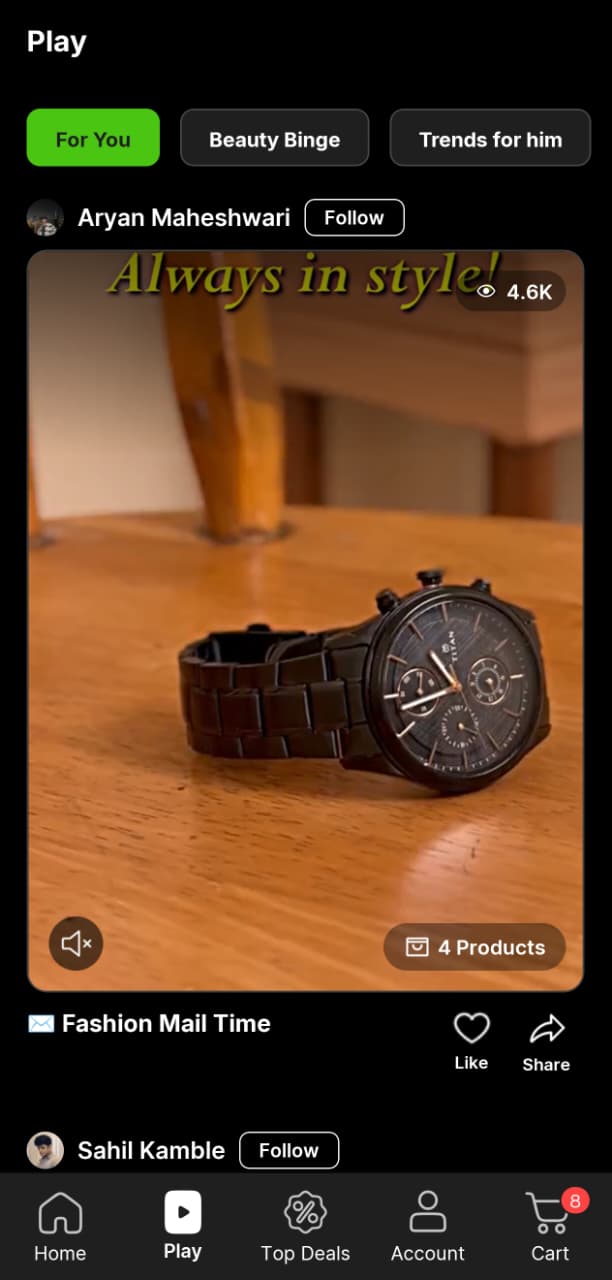 Play
For You
Beauty Binge
Trends for him
Aryan Maheshwari
Follow
Always in style!
4.6K
TITAN
4 Products
✉️ Fashion Mail Time
Like
Share
Sahil Kamble
Follow
8
Home
Play
Top Deals
Account
Cart